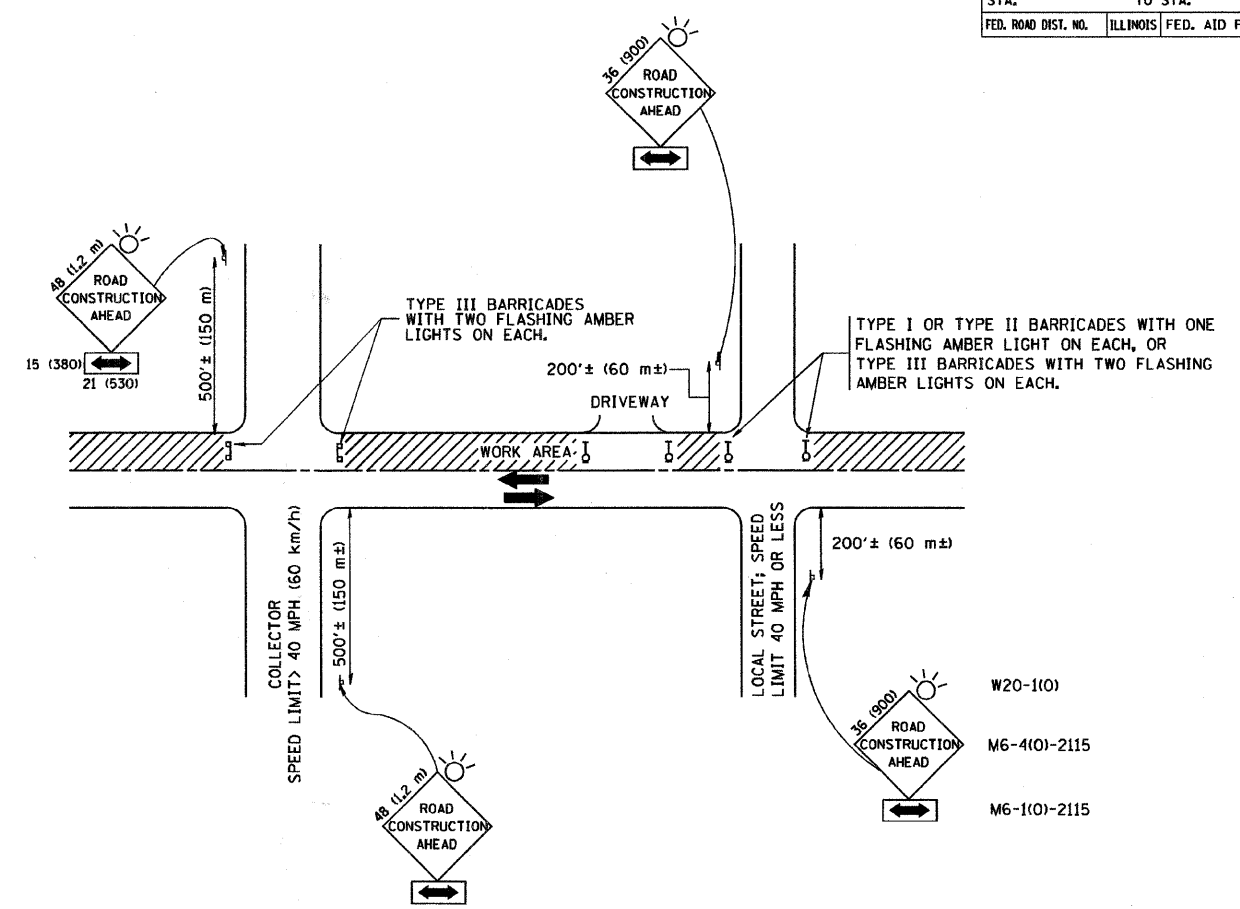 STA. TO STA.
FED. ROAD DIST. NO. ILLINOIS FED. AID
36 (900)
ROAD
CONSTRUCTION
AHEAD
48 (1.2 m)
ROAD
CONSTRUCTION
AHEAD
15 (380)
21 (530)
500'± (150 m)
TYPE III BARRICADES
WITH TWO FLASHING AMBER
LIGHTS ON EACH.
200'± (60 m±)
DRIVEWAY
TYPE I OR TYPE II BARRICADES WITH ONE
FLASHING AMBER LIGHT ON EACH, OR
TYPE III BARRICADES WITH TWO FLASHING
AMBER LIGHTS ON EACH.
WORK AREA
COLLECTOR
SPEED LIMIT> 40 MPH (60 km/h)
500'± (150 m±)
LOCAL STREET; SPEED
LIMIT 40 MPH OR LESS
200'± (60 m±)
36 (900)
ROAD
CONSTRUCTION
AHEAD
W20-1(O)
M6-4(O)-2115
M6-1(O)-2115
48 (1.2 m)
ROAD
CONSTRUCTION
AHEAD